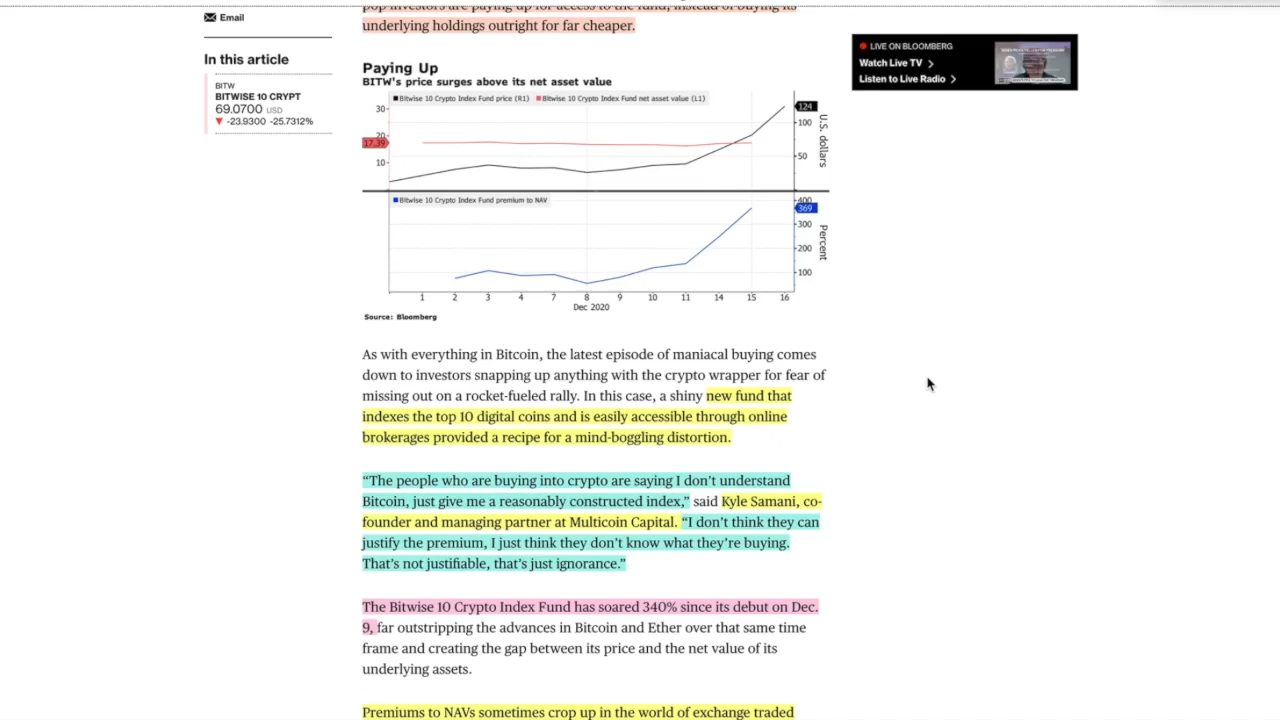 pop investors are paying up for access to the fund, instead of buying its
underlying holdings outright for far cheaper.
Email
In this article
BITW
BITWISE 10 CRYPT
69.0700 USD
▼ -23.9300 -25.7312%
LIVE ON BLOOMBERG
Watch Live TV >
Listen to Live Radio >
Paying Up
BITW's price surges above its net asset value
Bitwise 10 Crypto Index Fund price (R1) Bitwise 10 Crypto Index Fund net asset value (L1)
30
20
17.39
10
124
100
50
U.S. dollars
Bitwise 10 Crypto Index Fund premium to NAV
400
369
300
200
100
Percent
1 2 3 4 7 8 9 10 11 14 15 16
Dec 2020
Source: Bloomberg
As with everything in Bitcoin, the latest episode of maniacal buying comes
down to investors snapping up anything with the crypto wrapper for fear of
missing out on a rocket-fueled rally. In this case, a shiny new fund that
indexes the top 10 digital coins and is easily accessible through online
brokerages provided a recipe for a mind-boggling distortion.
“The people who are buying into crypto are saying I don’t understand
Bitcoin, just give me a reasonably constructed index,” said Kyle Samani, co-
founder and managing partner at Multicoin Capital. “I don’t think they can
justify the premium, I just think they don’t know what they’re buying.
That’s not justifiable, that’s just ignorance.”
The Bitwise 10 Crypto Index Fund has soared 340% since its debut on Dec.
9, far outstripping the advances in Bitcoin and Ether over that same time
frame and creating the gap between its price and the net value of its
underlying assets.
Premiums to NAVs sometimes crop up in the world of exchange traded